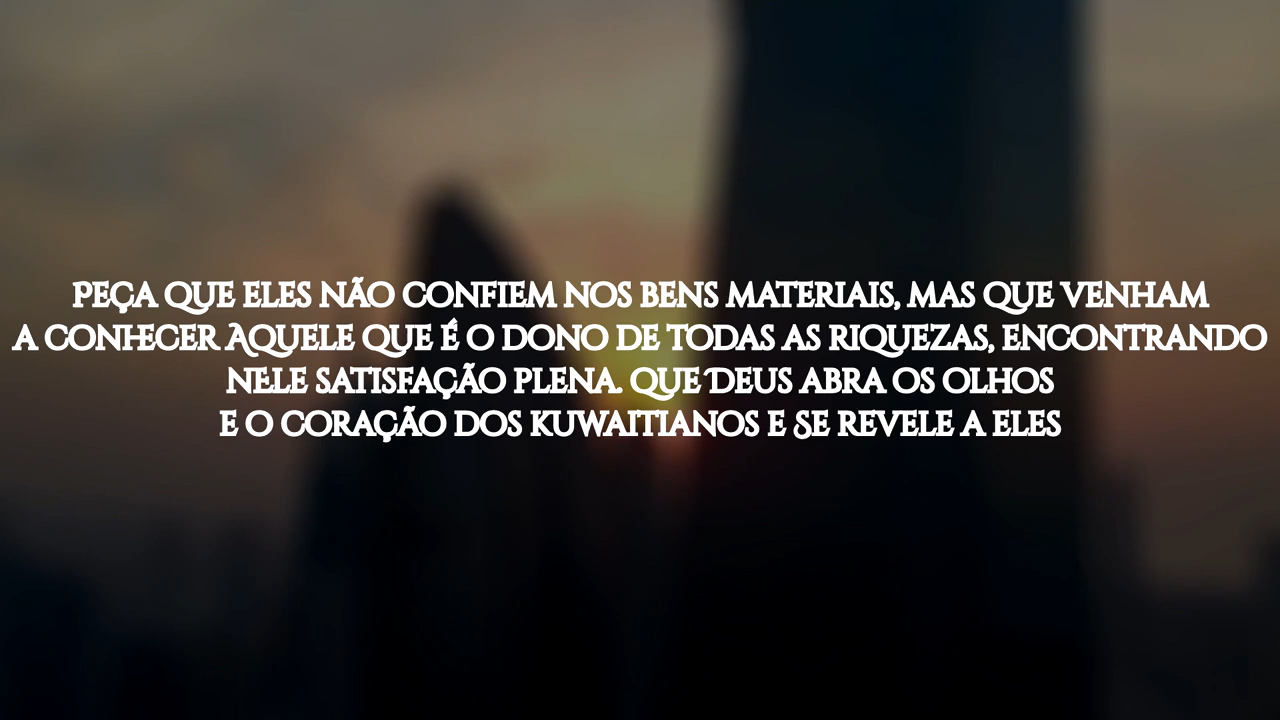 PEÇA QUE ELES NÃO CONFIEM NOS BENS MATERIAIS, MAS QUE VENHAM
A CONHECER AQUELE QUE É O DONO DE TODAS AS RIQUEZAS, ENCONTRANDO
NELE SATISFAÇÃO PLENA. QUE DEUS ABRA OS OLHOS
E O CORAÇÃO DOS KUWAITIANOS E SE REVELE A ELES